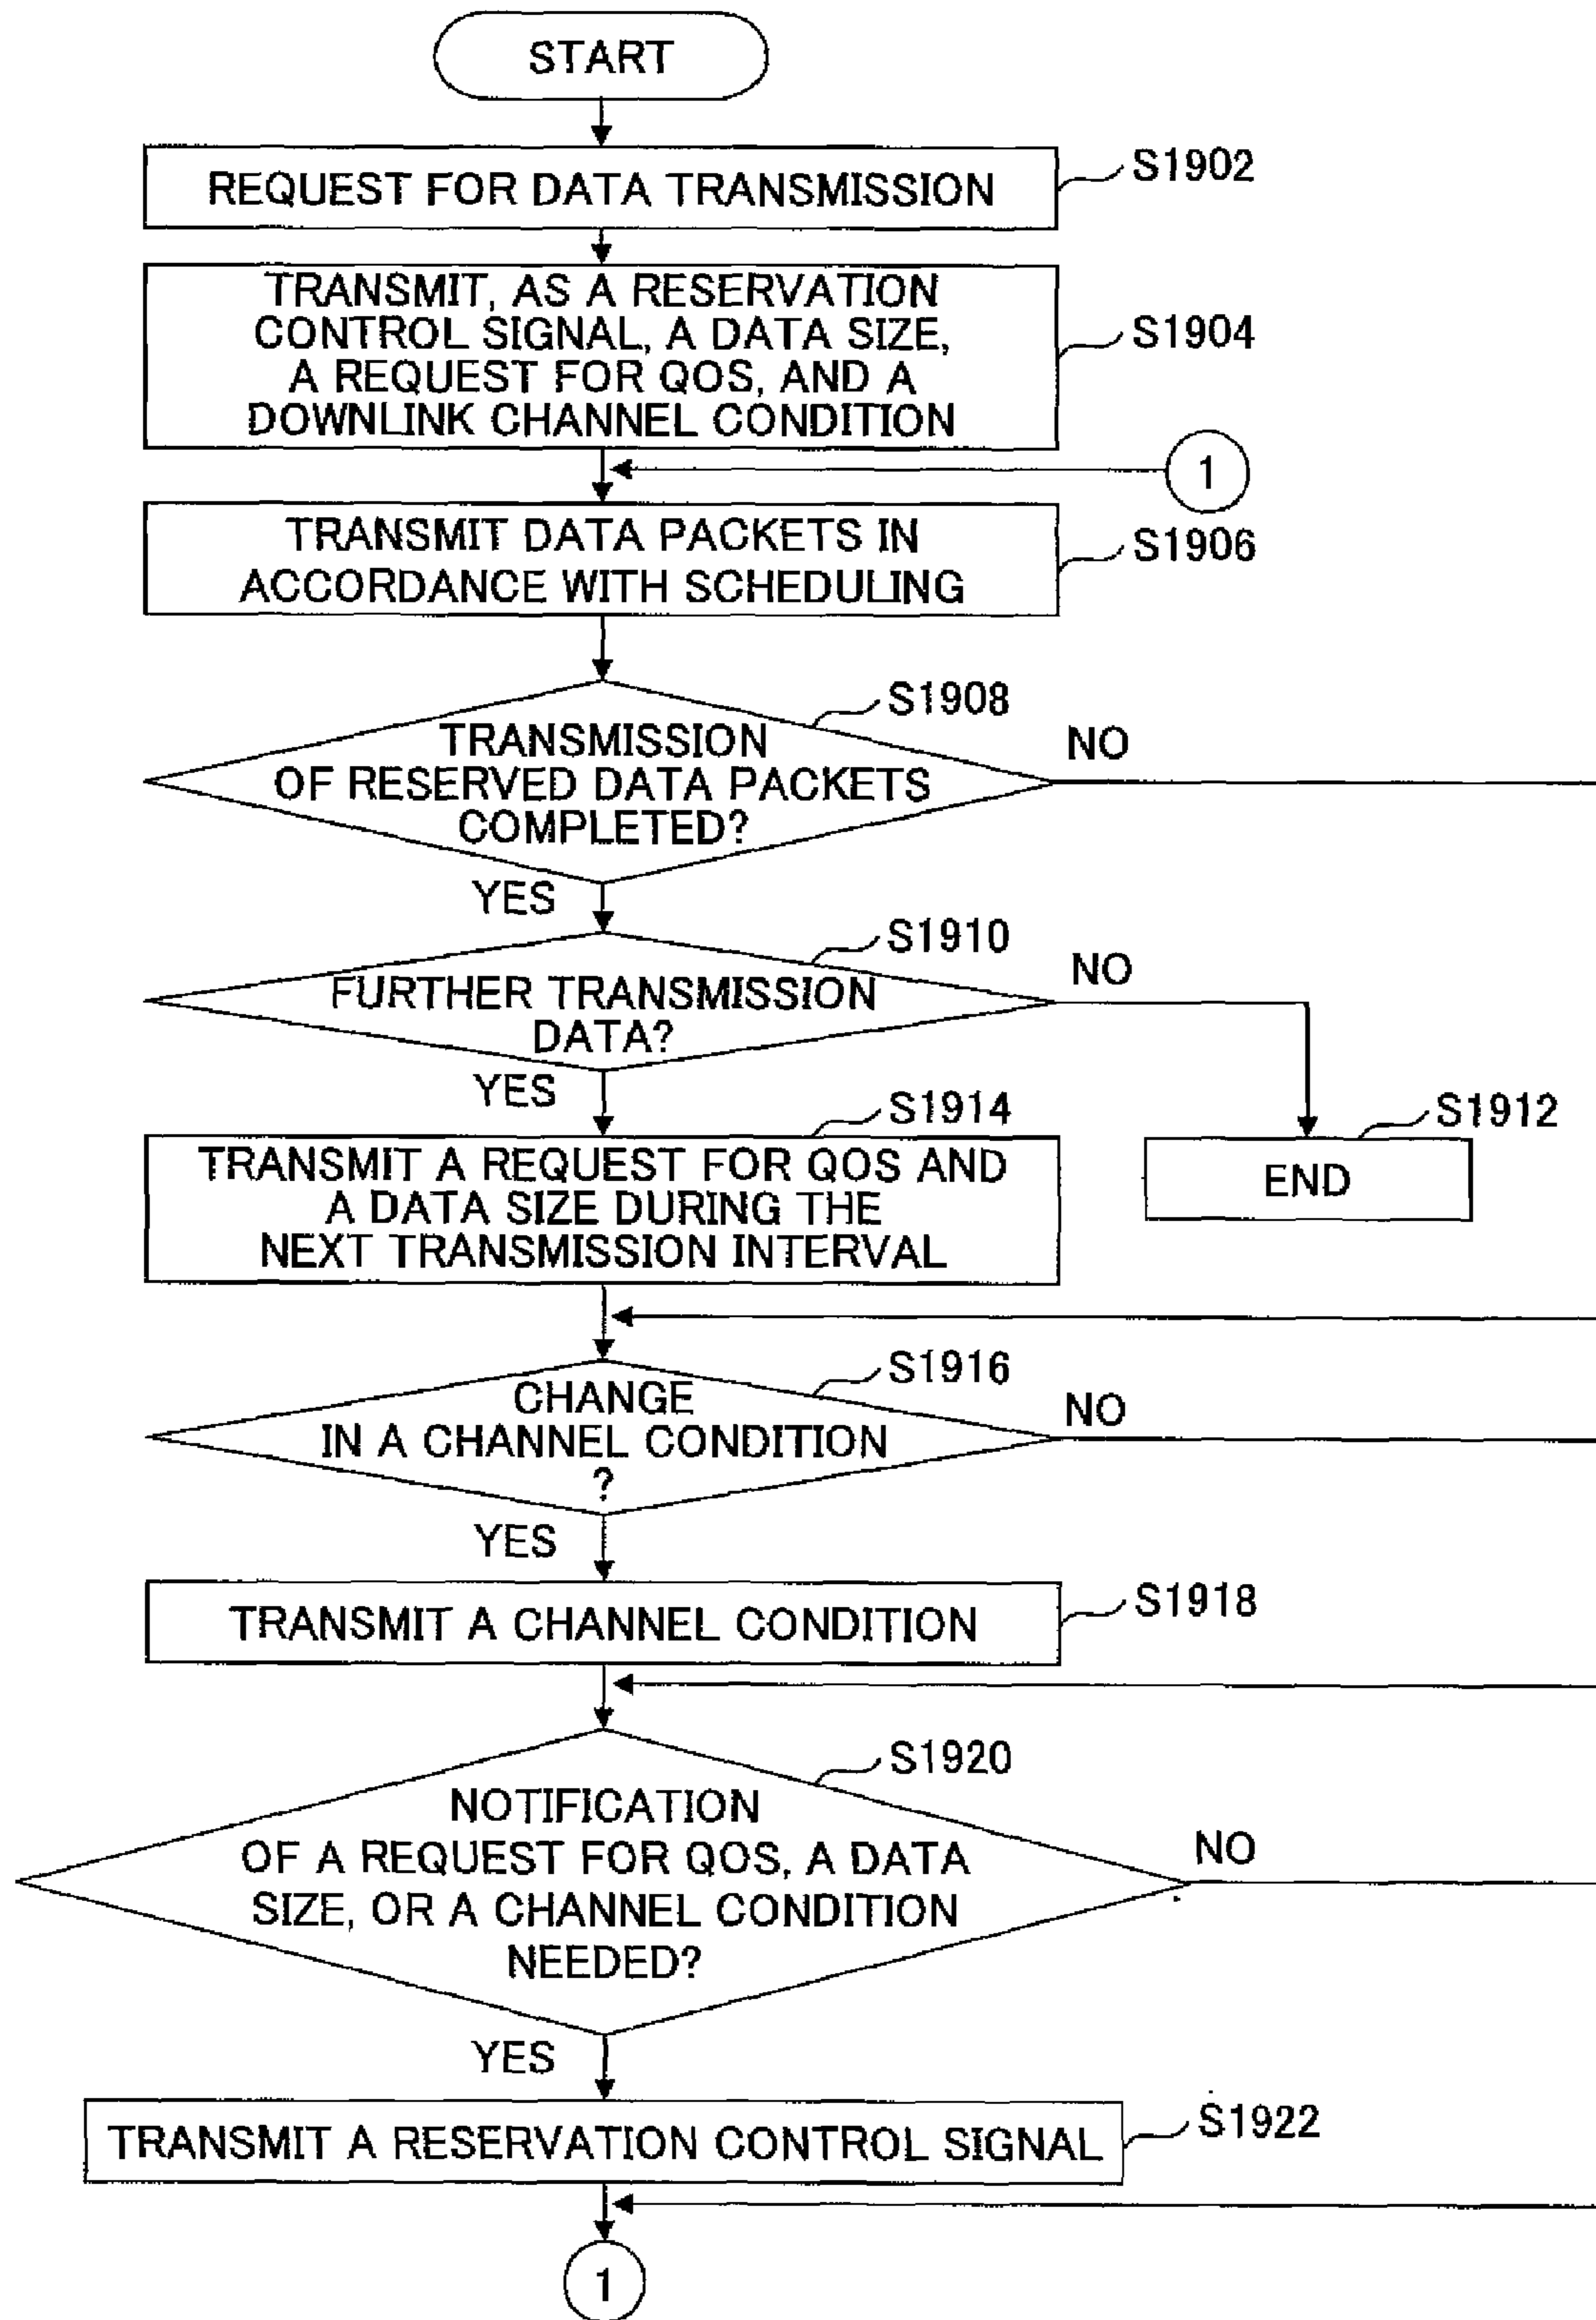 START
REQUEST FOR DATA TRANSMISSION
S1902
TRANSMIT, AS A RESERVATION
CONTROL SIGNAL, A DATA SIZE,
A REQUEST FOR QOS, AND A
DOWNLINK CHANNEL CONDITION
S1904
1
TRANSMIT DATA PACKETS IN
ACCORDANCE WITH SCHEDULING
S1906
S1908
TRANSMISSION
OF RESERVED DATA PACKETS
COMPLETED?
NO
YES
S1910
FURTHER TRANSMISSION
DATA?
NO
YES
S1914
TRANSMIT A REQUEST FOR QOS AND
A DATA SIZE DURING THE
NEXT TRANSMISSION INTERVAL
S1912
END
S1916
CHANGE
IN A CHANNEL CONDITION
?
NO
YES
TRANSMIT A CHANNEL CONDITION
S1918
S1920
NOTIFICATION
OF A REQUEST FOR QOS, A DATA
SIZE, OR A CHANNEL CONDITION
NEEDED?
NO
YES
TRANSMIT A RESERVATION CONTROL SIGNAL
S1922
1